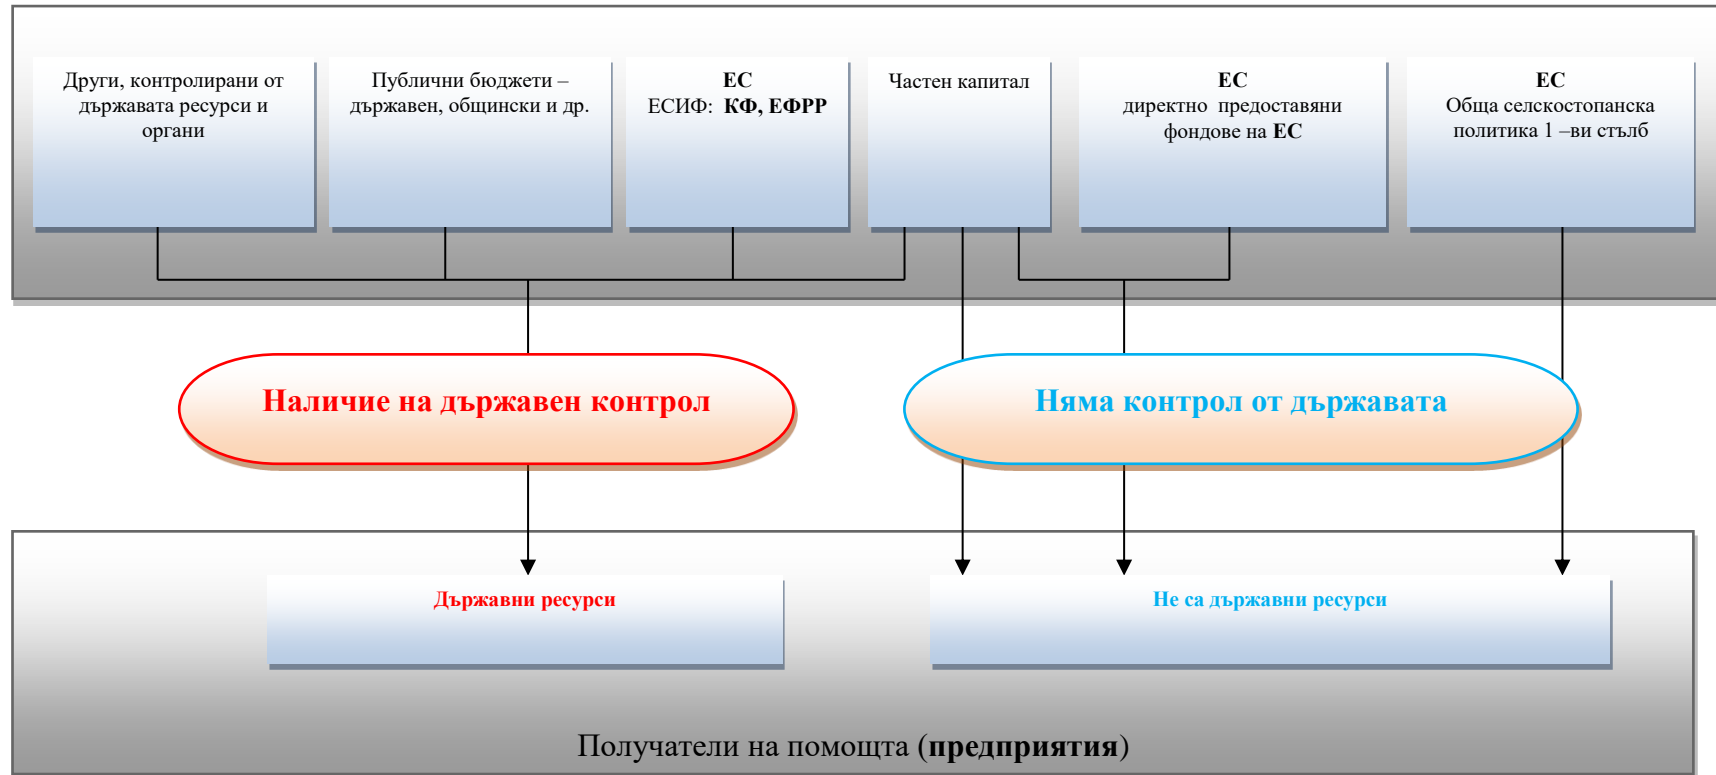 Други, контролирани от
държавата ресурси и
органи
Публични бюджети –
държавен, общински и др.
ЕС
ЕСИФ: КФ, ЕФРР
Частен капитал
ЕС
директно предоставяни
фондове на ЕС
ЕС
Обща селскостопанска
политика 1 –ви стълб
Наличие на държавен контрол
Няма контрол от държавата
Държавни ресурси
Не са държавни ресурси
Получатели на помощта (предприятия)